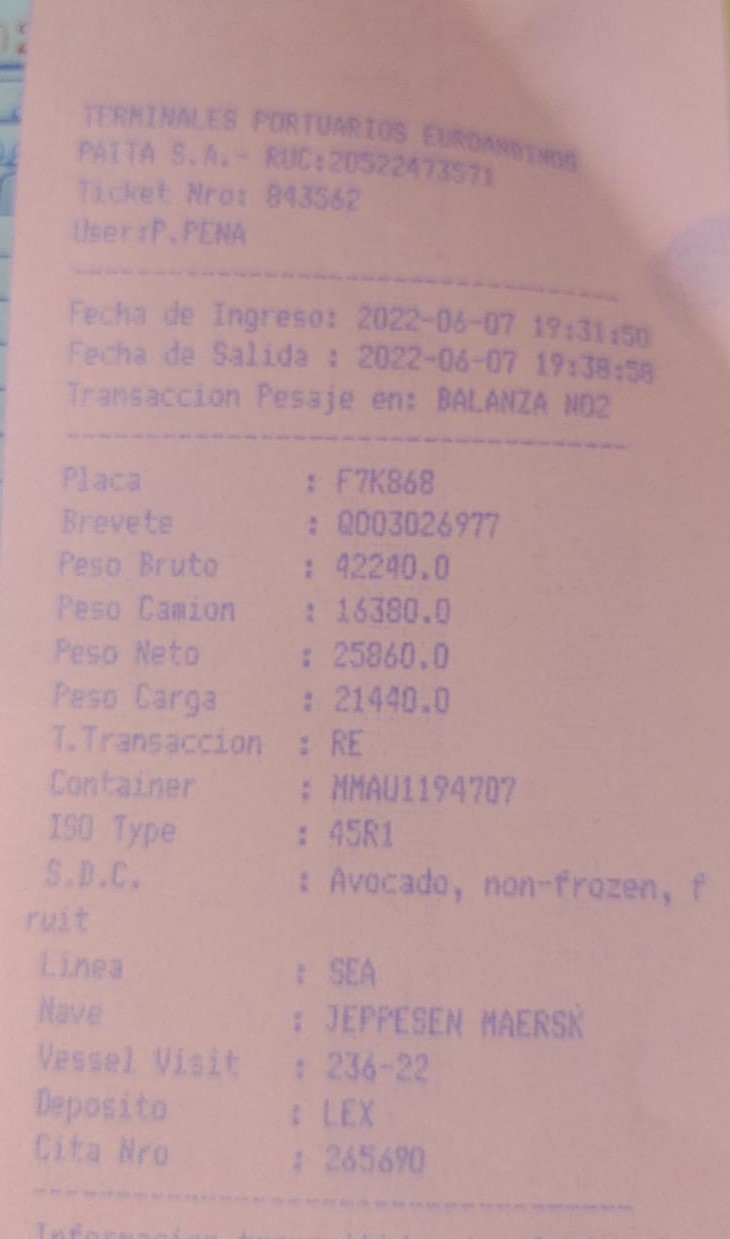 TERMINALES PORTUARIOS EUROANDINOS
PAITA S.A.- RUC:20522473571
Ticket Nro: 843562
User:P.PENA
Fecha de Ingreso: 2022-06-07 19:31:50
Fecha de Salida : 2022-06-07 19:38:58
Transaccion Pesaje en: BALANZA NO2
Placa : F7K868
Brevete : Q003026977
Peso Bruto : 42240.0
Peso Camion : 16380.0
Peso Neto : 25860.0
Peso Carga : 21440.0
T.Transaccion : RE
Container : MMAU1194707
ISO Type : 45R1
S.D.C. : Avocado, non-frozen, f
ruit
Linea : SEA
Nave : JEPPESEN MAERSK
Vessel Visit : 236-22
Deposito : LEX
Cita Nro : 265690